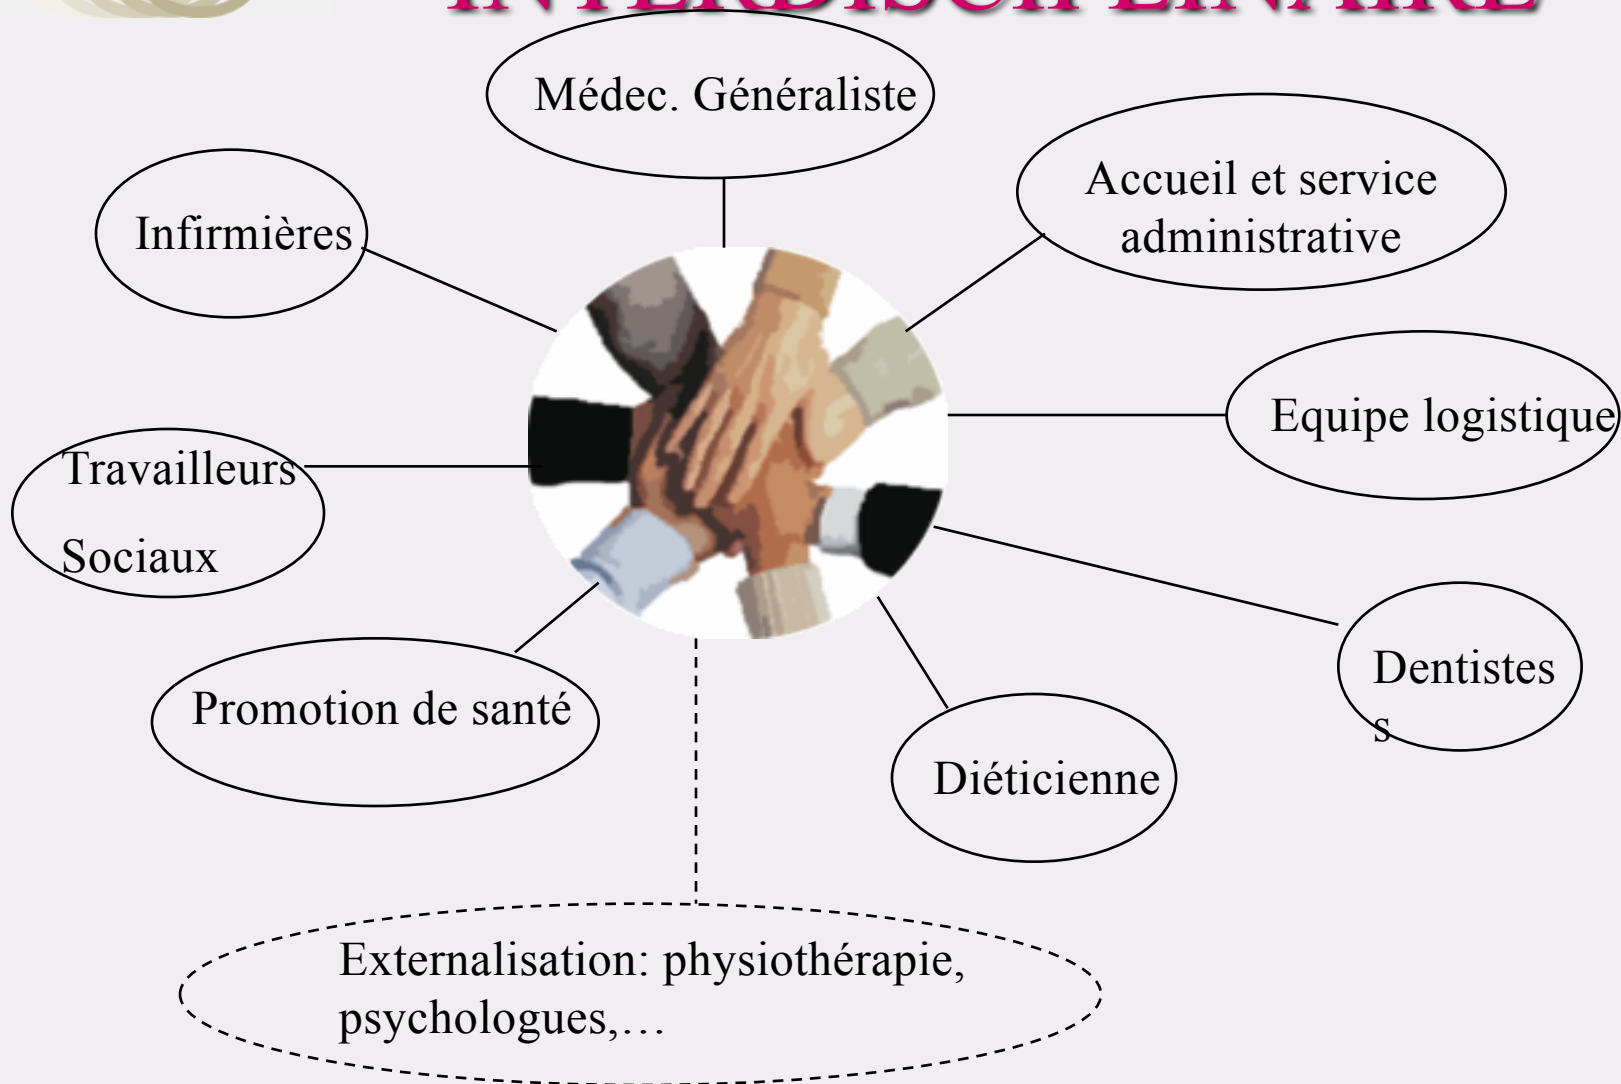 INTERDISCIPLINAIRE
Médec. Généraliste
Accueil et service
administrative
Infirmières
Equipe logistique
Travailleurs
Sociaux
Dentistes
s
Promotion de santé
Diéticienne
Externalisation: physiothérapie,
psychologues,…